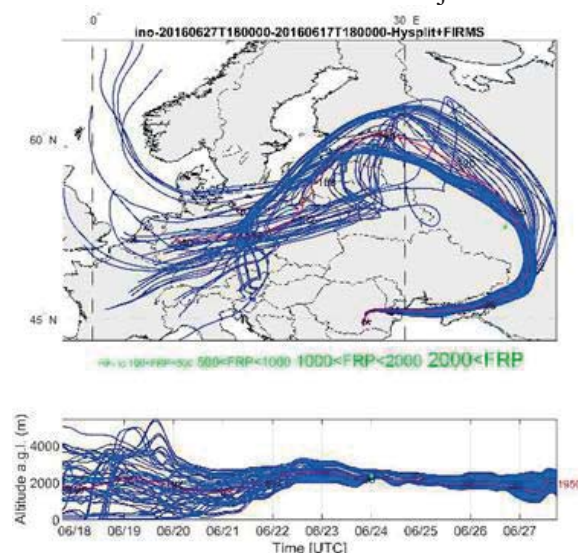 ino-20160627T180000-20160617T180000-Hysplit+FIRMS
0°
30 E
60° N
45 N
500<FRP<1000 1000<FRP<2000 2000<FRP
Altitude a.g.l. (m)
4000
2000
1950
0
06/18 06/19 06/20 06/21 06/22 06/23 06/24 06/25 06/26 06/27
Time [UTC]